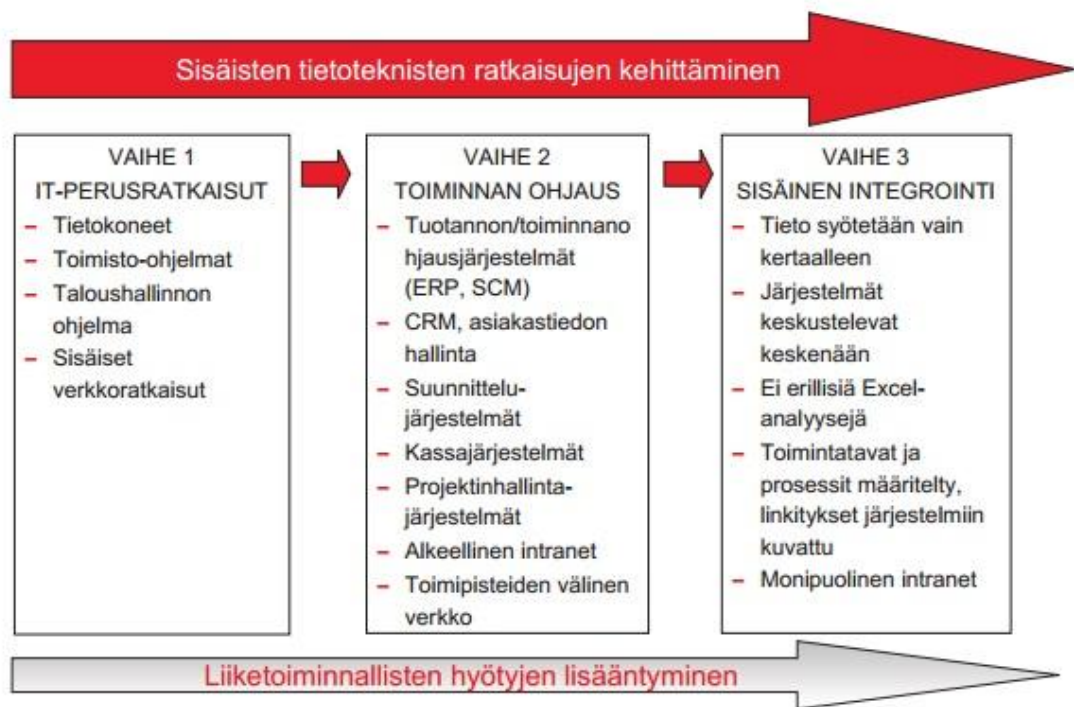 Sisäisten tietoteknisten ratkaisujen kehittäminen
VAIHE 1
IT-PERUSRATKAISUT
– Tietokoneet
– Toimisto-ohjelmat
– Taloushallinnon
ohjelma
– Sisäiset
verkkoratkaisut
VAIHE 2
TOIMINNAN OHJAUS
– Tuotannon/toiminnano
hjausjärjestelmät
(ERP, SCM)
– CRM, asiakastiedon
hallinta
– Suunnittelu-
järjestelmät
– Kassajärjestelmät
– Projektinhallinta-
järjestelmät
– Alkeellinen intranet
– Toimipisteiden välinen
verkko
VAIHE 3
SISÄINEN INTEGROINTI
– Tieto syötetään vain
kertaalleen
– Järjestelmät
keskustelevat
keskenään
– Ei erillisiä Excel-
analyysejä
– Toimintatavat ja
prosessit määritelty,
linkitykset järjestelmiin
kuvattu
– Monipuolinen intranet
Liiketoiminnallisten hyötyjen lisääntyminen